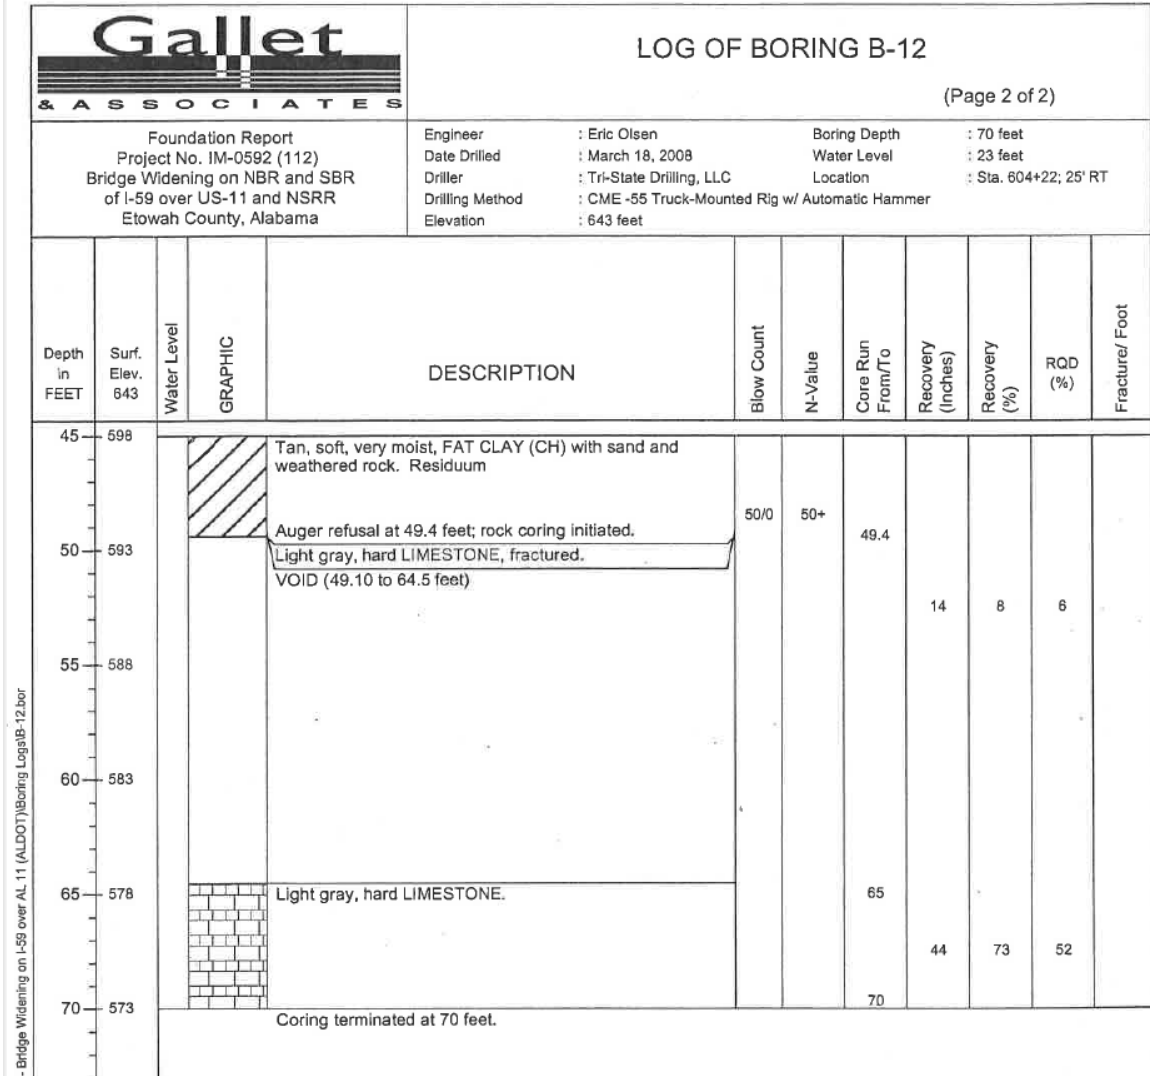 Gallet
& ASSOCIATES
LOG OF BORING B-12
(Page 2 of 2)
Foundation Report
Project No. IM-0592 (112)
Bridge Widening on NBR and SBR
of I-59 over US-11 and NSRR
Etowah County, Alabama
Engineer : Eric Olsen
Date Drilled : March 18, 2008
Driller : Tri-State Drilling, LLC
Drilling Method : CME -55 Truck-Mounted Rig w/ Automatic Hammer
Elevation : 643 feet
Boring Depth : 70 feet
Water Level : 23 feet
Location : Sta. 604+22; 25' RT
Depth
in
FEET
Surf.
Elev.
643
Water Level
GRAPHIC
DESCRIPTION
Blow Count
N-Value
Core Run
From/To
Recovery
(Inches)
Recovery
(%)
RQD
(%)
Fracture/ Foot
45 598
Tan, soft, very moist, FAT CLAY (CH) with sand and
weathered rock. Residuum
50/0 50+
Auger refusal at 49.4 feet; rock coring initiated.
49.4
50 593
Light gray, hard LIMESTONE, fractured.
VOID (49.10 to 64.5 feet)
14 8 6
55 588
60 583
65 578
Light gray, hard LIMESTONE.
65
44 73 52
70 573
70
Coring terminated at 70 feet.
- Bridge Widening on I-59 over AL 11 (ALDOT)\Boring Logs\B-12.bor